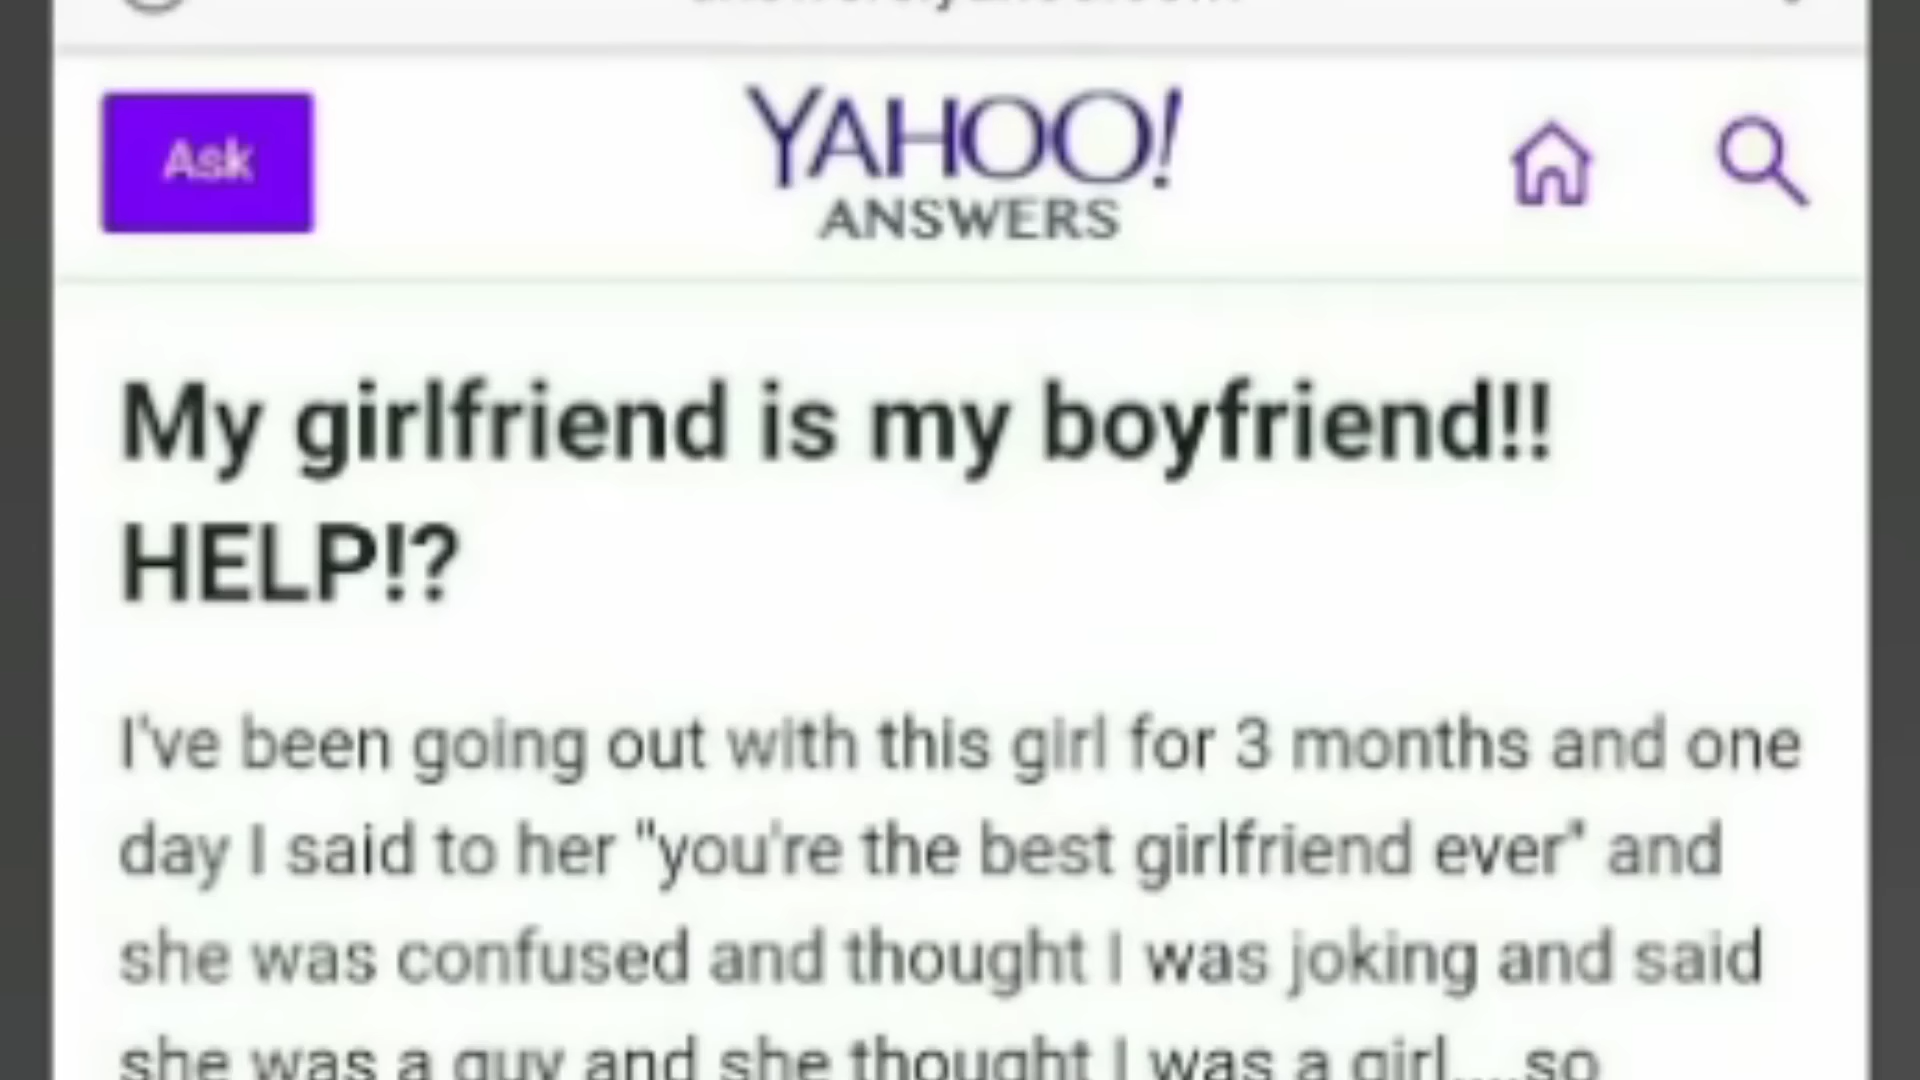 Ask
YAHOO!
ANSWERS
My girlfriend is my boyfriend!!
HELP!?
I've been going out with this girl for 3 months and one
day I said to her "you're the best girlfriend ever" and
she was confused and thought I was joking and said
she was a guy and she thought I was a girl....so